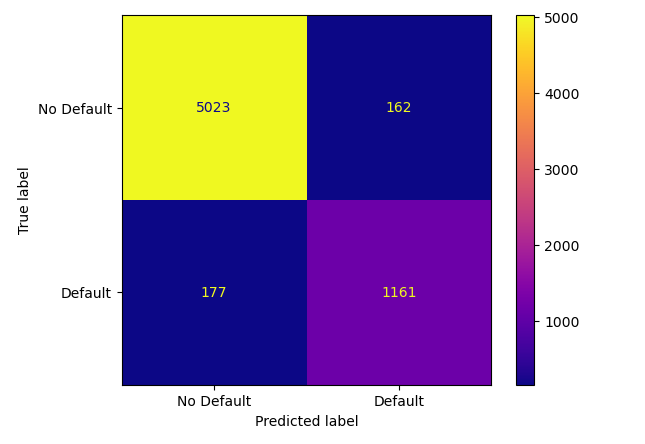 No Default
5023
162
Default
177
1161
No Default
Default
Predicted label
True label
5000
4000
3000
2000
1000